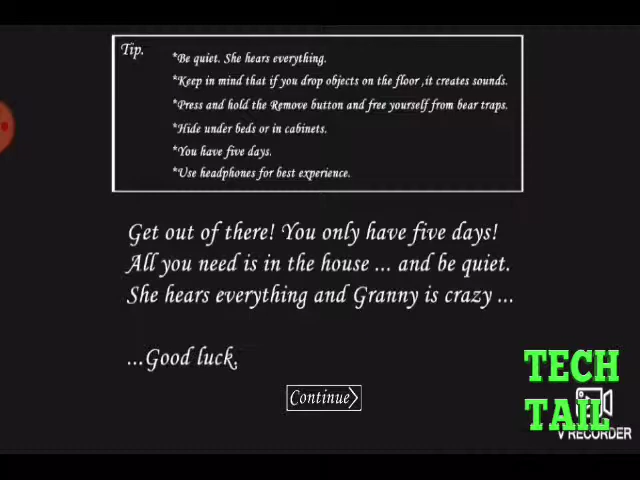 Tip.
*Be quiet. She hears everything.
*Keep in mind that if you drop objects on the floor ,it creates sounds.
*Press and hold the Remove button and free yourself from bear traps.
*Hide under beds or in cabinets.
*You have five days.
*Use headphones for best experience.
Get out of there! You only have five days!
All you need is in the house ... and be quiet.
She hears everything and Granny is crazy ...
...Good luck.
Continue
TECH
TAIL
V RECORDER